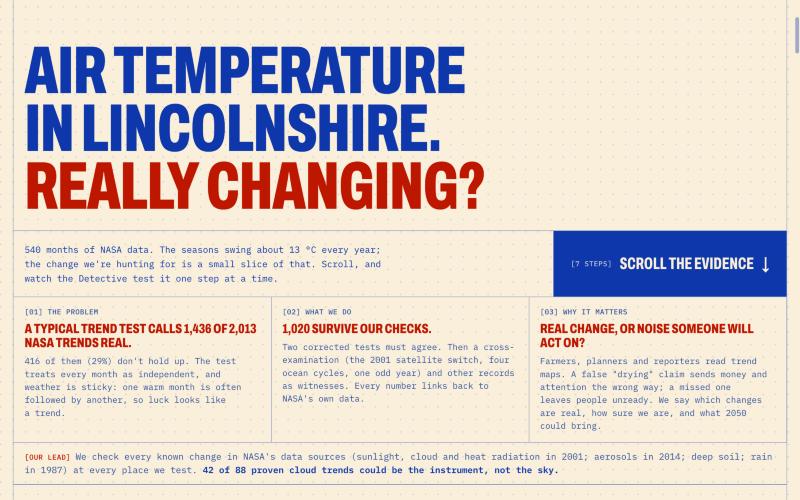 AIR TEMPERATURE
IN LINCOLNSHIRE.
REALLY CHANGING?
540 months of NASA data. The seasons swing about 13 °C every year;
the change we're hunting for is a small slice of that. Scroll, and
watch the Detective test it one step at a time.
[7 STEPS] SCROLL THE EVIDENCE ↓
[01] THE PROBLEM
A TYPICAL TREND TEST CALLS 1,436 OF 2,013
NASA TRENDS REAL.
416 of them (29%) don't hold up. The test
treats every month as independent, and
weather is sticky: one warm month is often
followed by another, so luck looks like
a trend.
[02] WHAT WE DO
1,020 SURVIVE OUR CHECKS.
Two corrected tests must agree. Then a cross-
examination (the 2001 satellite switch, four
ocean cycles, one odd year) and other records
as witnesses. Every number links back to
NASA's own data.
[03] WHY IT MATTERS
REAL CHANGE, OR NOISE SOMEONE WILL
ACT ON?
Farmers, planners and reporters read trend
maps. A false "drying" claim sends money and
attention the wrong way; a missed one
leaves people unready. We say which changes
are real, how sure we are, and what 2050
could bring.
[OUR LEAD] We check every known change in NASA's data sources (sunlight, cloud and heat radiation in 2001; aerosols in 2014; deep soil; rain
in 1987) at every place we test. 42 of 88 proven cloud trends could be the instrument, not the sky.